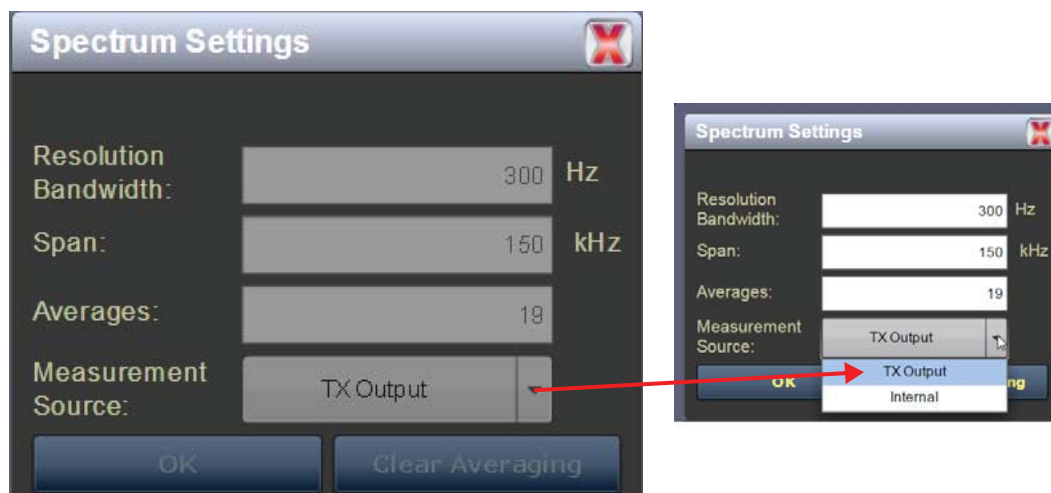 Spectrum Settings
Resolution
Bandwidth:
300
Hz
Span:
150
kHz
Averages:
19
Measurement
Source:
TX Output
OK
Clear Averaging
Spectrum Settings
Resolution
Bandwidth:
300
Hz
Span:
150
kHz
Averages:
19
Measurement
Source:
TX Output
TX Output
Internal
OK
ng